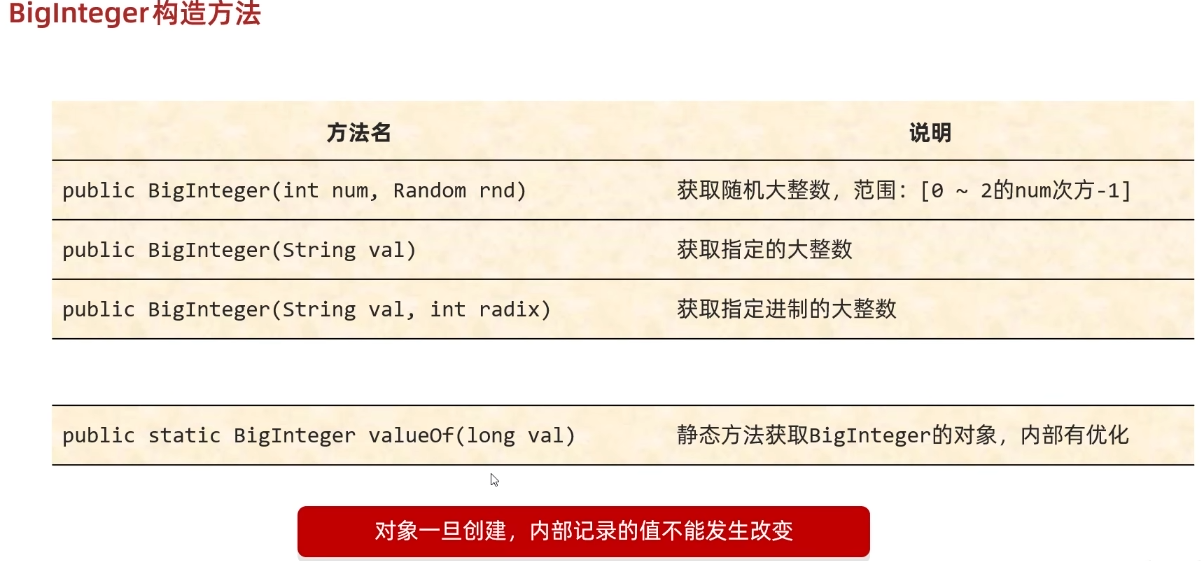 BigInteger构造方法
方法名 说明
public BigInteger(int num, Random rnd) 获取随机大整数，范围：[0 ~ 2的num次方-1]
public BigInteger(String val) 获取指定的大整数
public BigInteger(String val, int radix) 获取指定进制的大整数
public static BigInteger valueOf(long val) 静态方法获取BigInteger的对象，内部有优化
对象一旦创建，内部记录的值不能发生改变